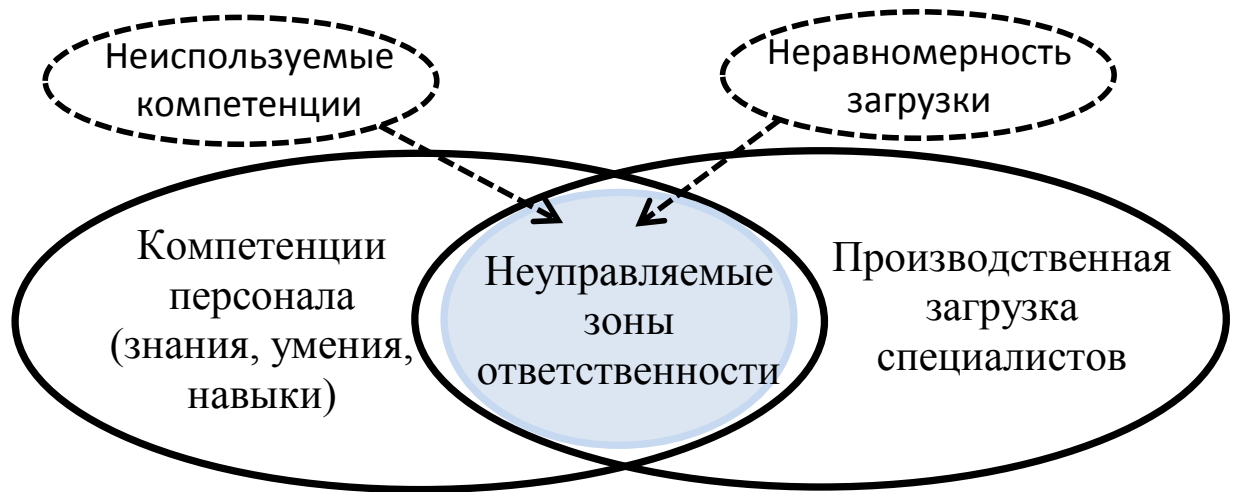 Неиспользуемые
компетенции
Неравномерность
загрузки
Компетенции
персонала
(знания, умения,
навыки)
Неуправляемые
зоны
ответственности
Производственная
загрузка
специалистов